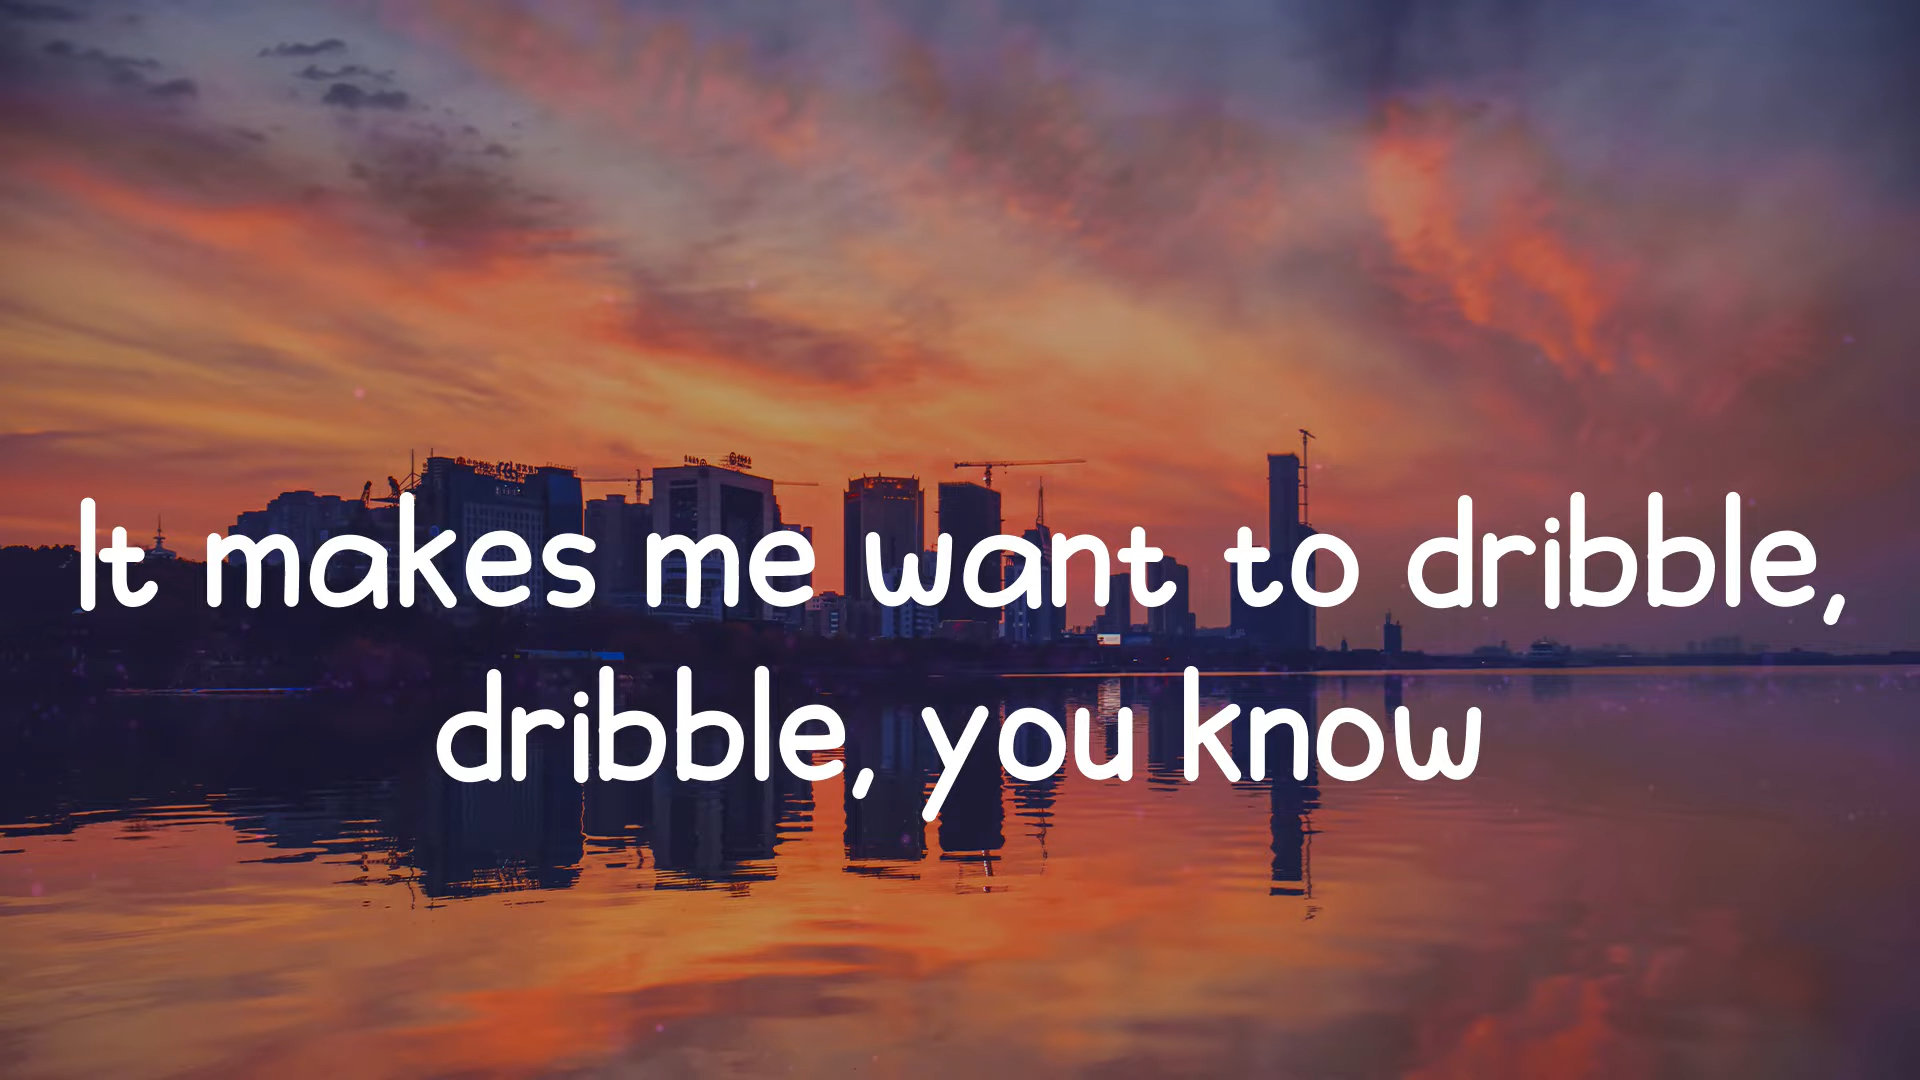 It makes me want to dribble,
dribble, you know